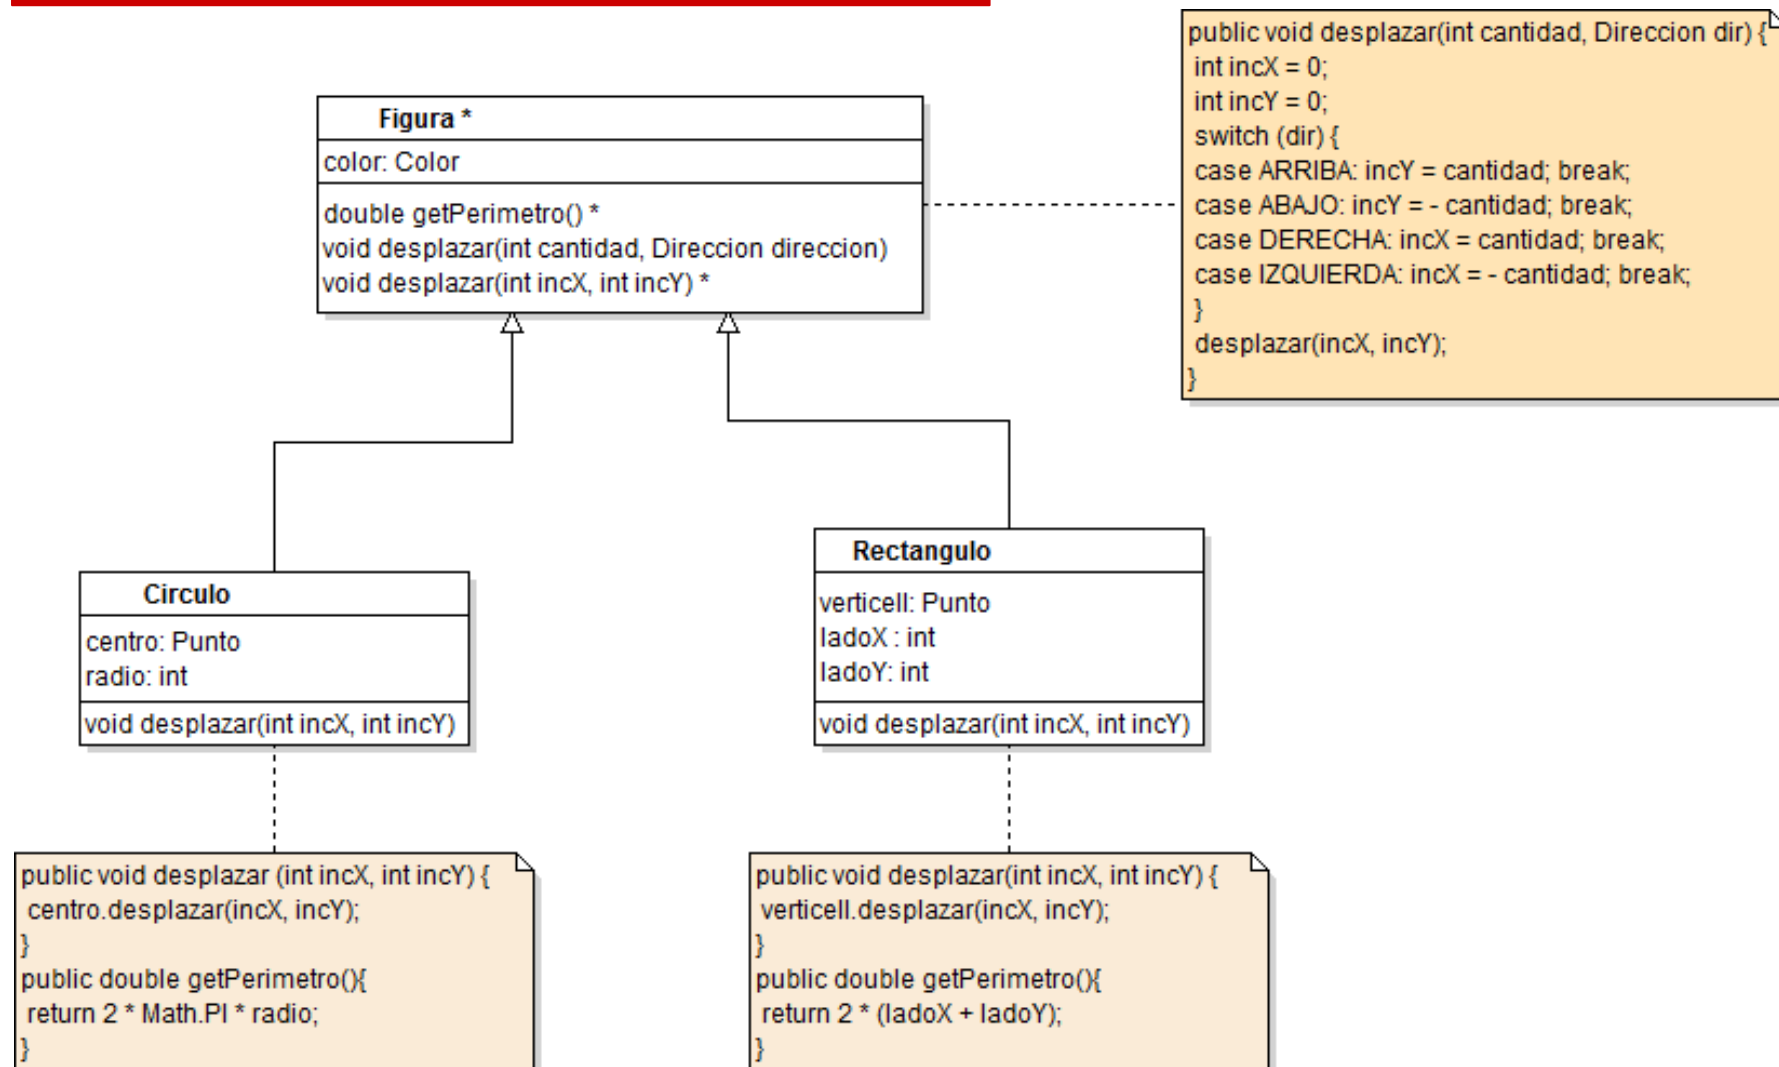 public void desplazar(int cantidad, Direccion dir) {
int incX = 0;
int incY = 0;
switch (dir) {
case ARRIBA: incY = cantidad; break;
case ABAJO: incY = - cantidad; break;
case DERECHA: incX = cantidad; break;
case IZQUIERDA: incX = - cantidad; break;
}
desplazar(incX, incY);
}
Figura *
color: Color
double getPerimetro() *
void desplazar(int cantidad, Direccion direccion)
void desplazar(int incX, int incY) *
Circulo
centro: Punto
radio: int
void desplazar(int incX, int incY)
Rectangulo
verticeII: Punto
ladoX : int
ladoY: int
void desplazar(int incX, int incY)
public void desplazar (int incX, int incY) {
centro.desplazar(incX, incY);
}
public double getPerimetro(){
return 2 * Math.PI * radio;
}
public void desplazar(int incX, int incY) {
verticeII.desplazar(incX, incY);
}
public double getPerimetro(){
return 2 * (ladoX + ladoY);
}